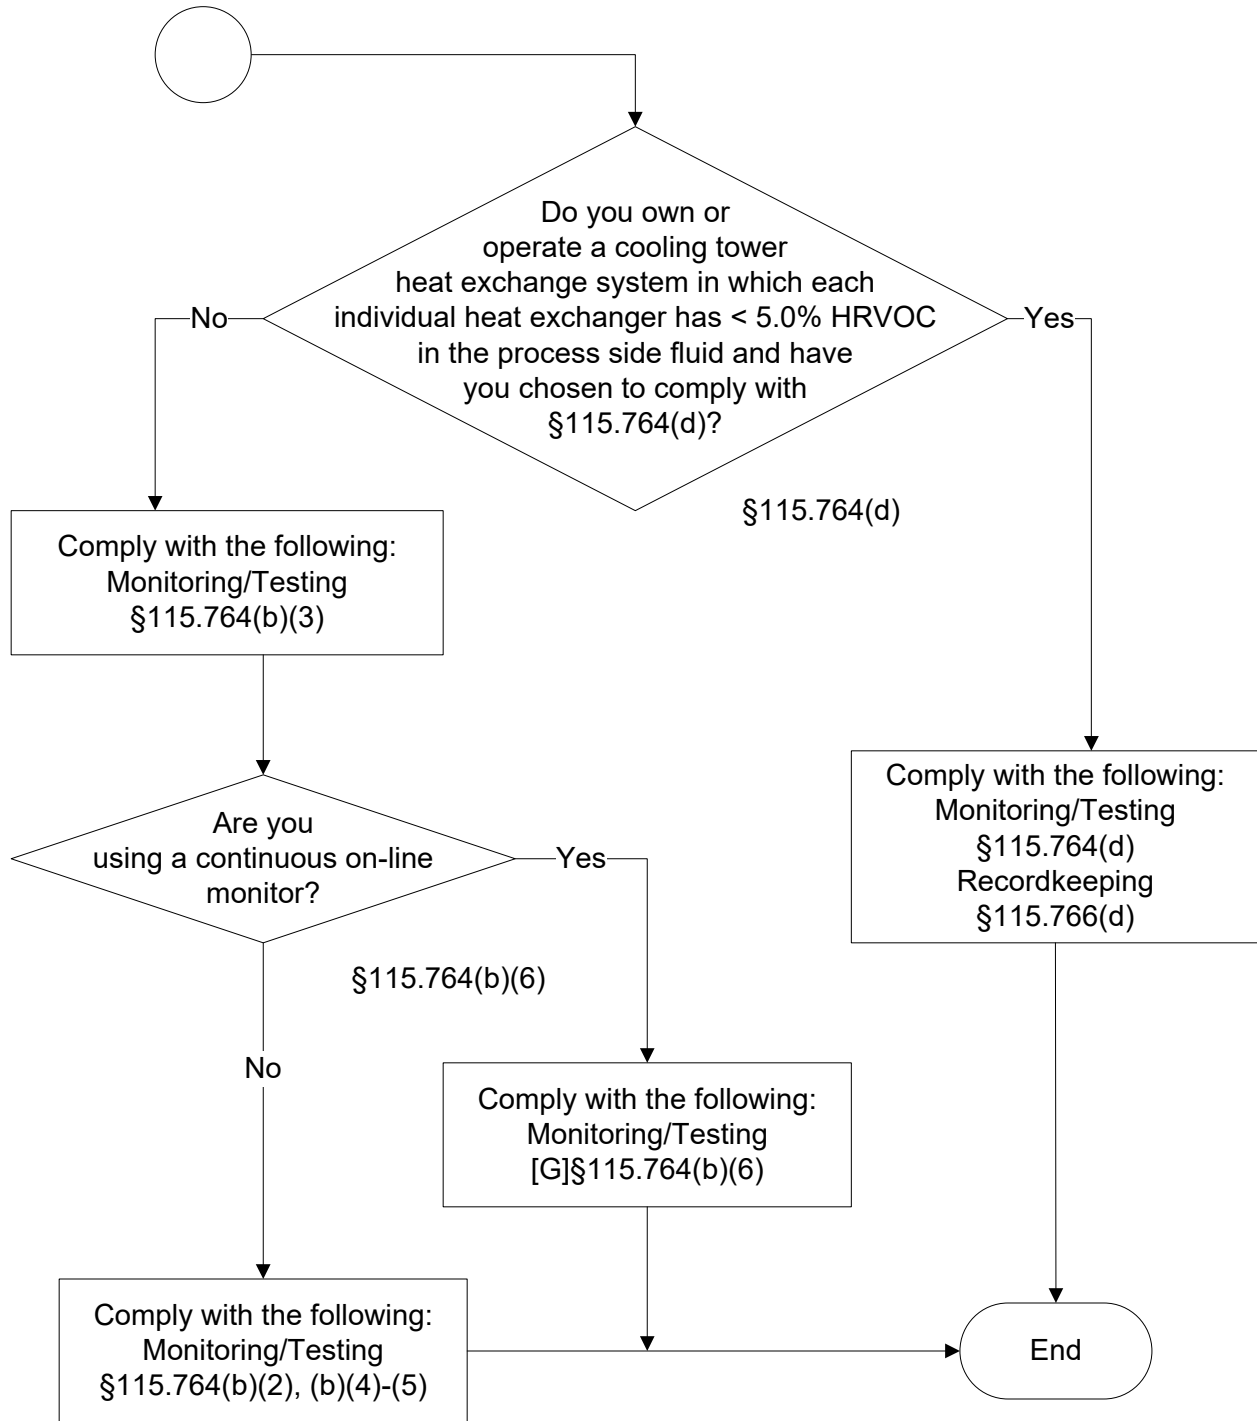 Do you own or
operate a cooling tower
heat exchange system in which each
individual heat exchanger has < 5.0% HRVOC
in the process side fluid and have
you chosen to comply with
§115.764(d)?
No
Yes
§115.764(d)
Comply with the following:
Monitoring/Testing
§115.764(b)(3)
Are you
using a continuous on-line
monitor?
Yes
§115.764(b)(6)
No
Comply with the following:
Monitoring/Testing
§115.764(d)
Recordkeeping
§115.766(d)
Comply with the following:
Monitoring/Testing
[G]§115.764(b)(6)
Comply with the following:
Monitoring/Testing
§115.764(b)(2), (b)(4)-(5)
End